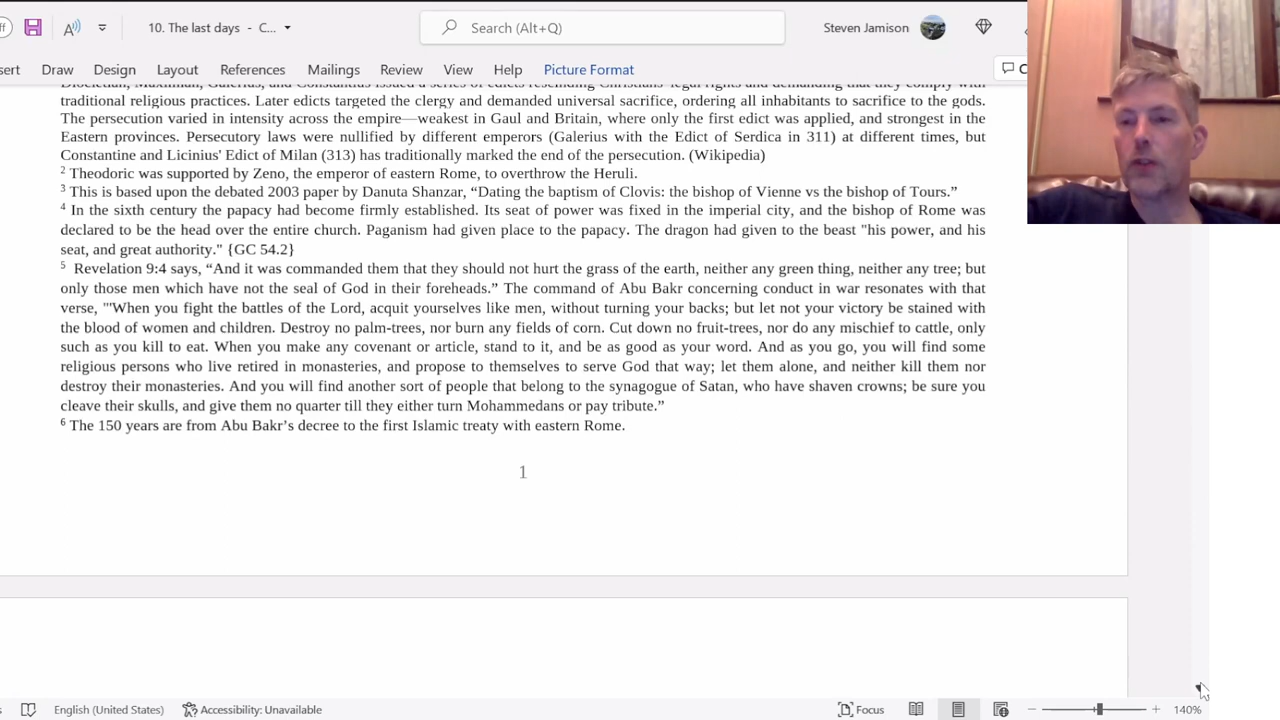 ff
10. The last days - C...
Search (Alt+Q)
Steven Jamison
sert Draw Design Layout References Mailings Review View Help Picture Format
C
Diocletian, Maximian, Galerius, and Constantius issued a series of edicts rescinding Christians' legal rights and demanding that they comply with
traditional religious practices. Later edicts targeted the clergy and demanded universal sacrifice, ordering all inhabitants to sacrifice to the gods.
The persecution varied in intensity across the empire—weakest in Gaul and Britain, where only the first edict was applied, and strongest in the
Eastern provinces. Persecutory laws were nullified by different emperors (Galerius with the Edict of Serdica in 311) at different times, but
Constantine and Licinius' Edict of Milan (313) has traditionally marked the end of the persecution. (Wikipedia)
2 Theodoric was supported by Zeno, the emperor of eastern Rome, to overthrow the Heruli.
3 This is based upon the debated 2003 paper by Danuta Shanzar, “Dating the baptism of Clovis: the bishop of Vienne vs the bishop of Tours.”
4 In the sixth century the papacy had become firmly established. Its seat of power was fixed in the imperial city, and the bishop of Rome was
declared to be the head over the entire church. Paganism had given place to the papacy. The dragon had given to the beast "his power, and his
seat, and great authority." {GC 54.2}
5 Revelation 9:4 says, “And it was commanded them that they should not hurt the grass of the earth, neither any green thing, neither any tree; but
only those men which have not the seal of God in their foreheads.” The command of Abu Bakr concerning conduct in war resonates with that
verse, "'When you fight the battles of the Lord, acquit yourselves like men, without turning your backs; but let not your victory be stained with
the blood of women and children. Destroy no palm-trees, nor burn any fields of corn. Cut down no fruit-trees, nor do any mischief to cattle, only
such as you kill to eat. When you make any covenant or article, stand to it, and be as good as your word. And as you go, you will find some
religious persons who live retired in monasteries, and propose to themselves to serve God that way; let them alone, and neither kill them nor
destroy their monasteries. And you will find another sort of people that belong to the synagogue of Satan, who have shaven crowns; be sure you
cleave their skulls, and give them no quarter till they either turn Mohammedans or pay tribute.”
6 The 150 years are from Abu Bakr’s decree to the first Islamic treaty with eastern Rome.
1
s English (United States) Accessibility: Unavailable Focus 140%